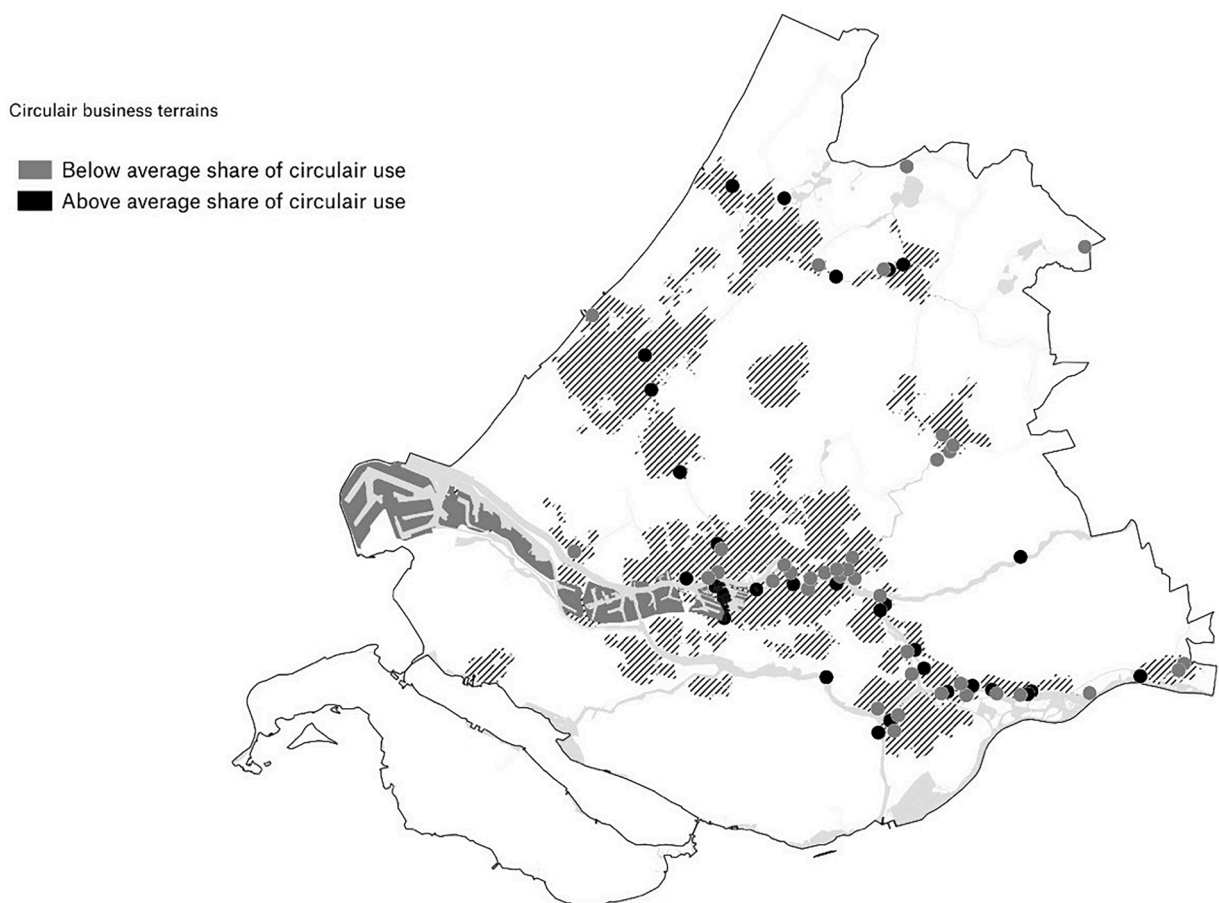 Circulair business terrains
Below average share of circulair use
Above average share of circulair use